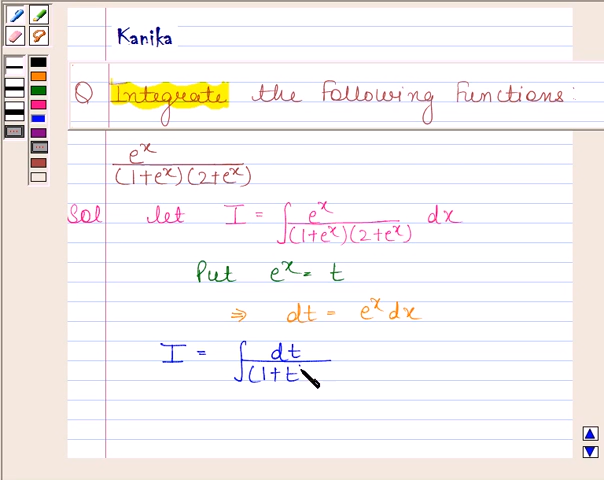 Kanika
Q Integrate the Following Functions:
e^x / (1+e^x)(2+e^x)
Sol let I = ∫ e^x / (1+e^x)(2+e^x) dx
Put e^x = t
⇒ dt = e^x dx
I = ∫ dt / (1+t